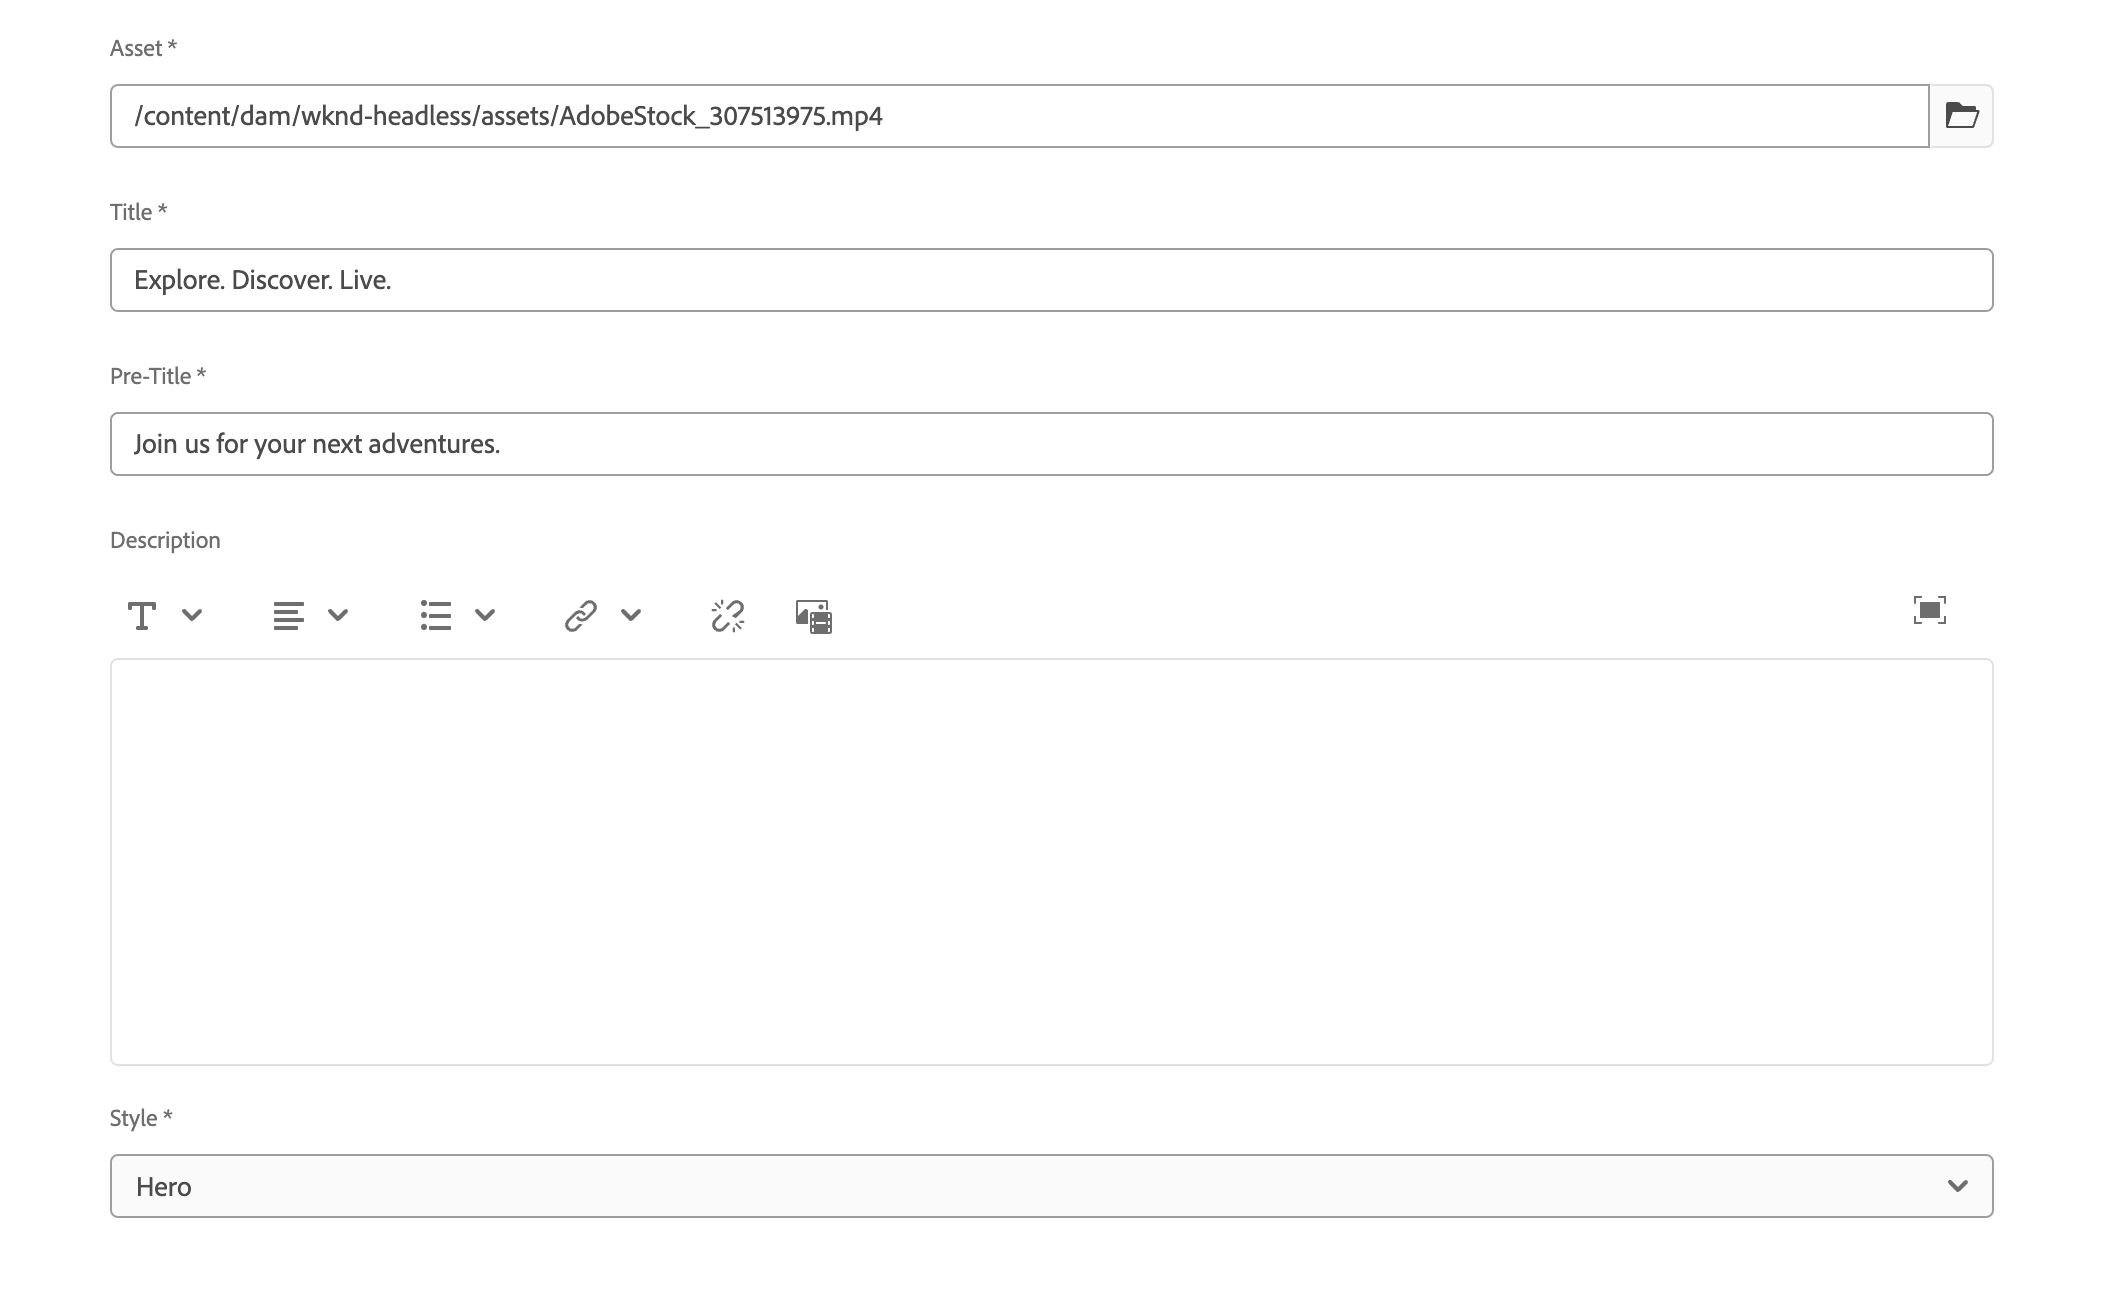 Asset *
/content/dam/wknd-headless/assets/AdobeStock_307513975.mp4
Title *
Explore. Discover. Live.
Pre-Title *
Join us for your next adventures.
Description
Style *
Hero